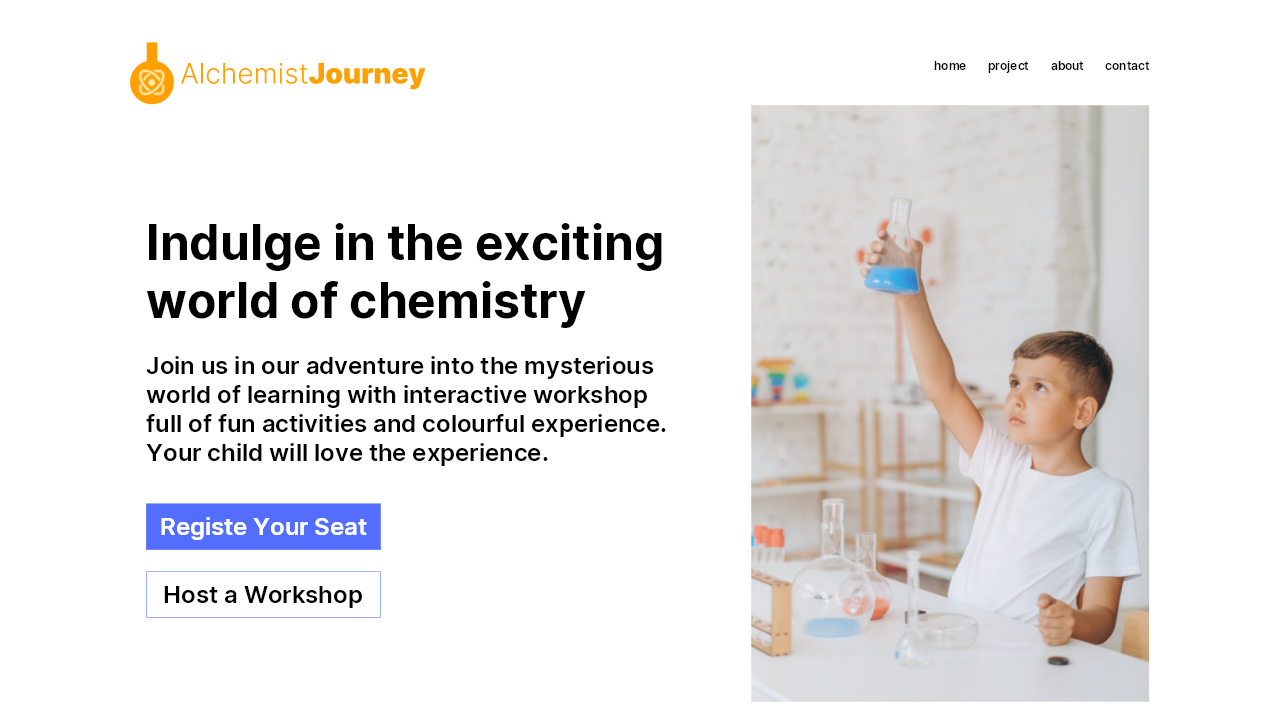 AlchemistJourney
home project about contact
Indulge in the exciting
world of chemistry
Join us in our adventure into the mysterious
world of learning with interactive workshop
full of fun activities and colourful experience.
Your child will love the experience.
Registe Your Seat
Host a Workshop